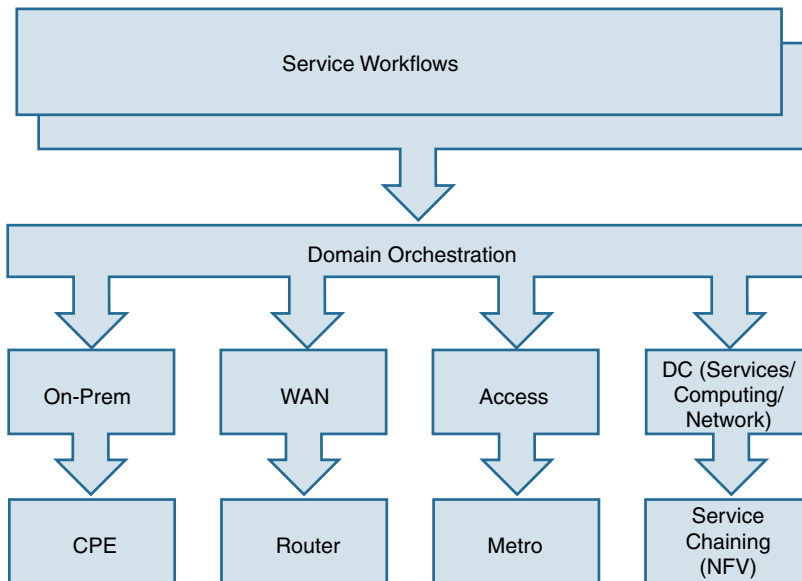 Service Workflows
Domain Orchestration
On-Prem
WAN
Access
DC (Services/
Computing/
Network)
CPE
Router
Metro
Service
Chaining
(NFV)